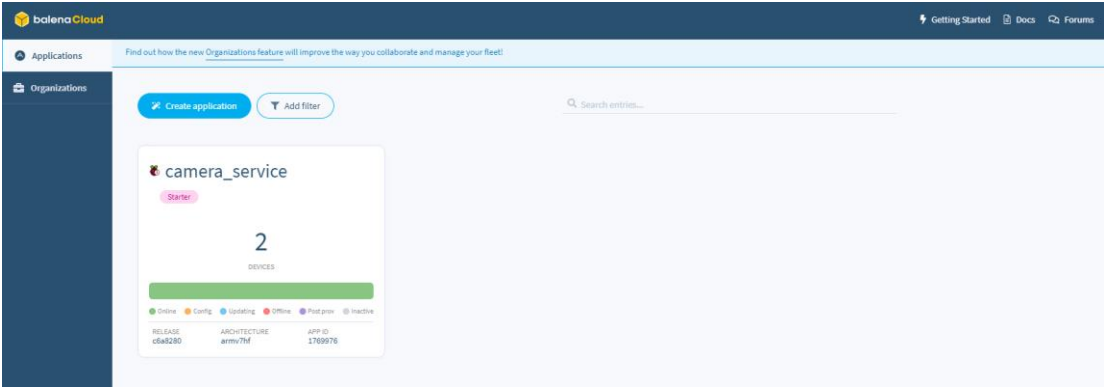 balenaCloud
Getting Started Docs Forums
Applications
Find out how the new Organizations feature will improve the way you collaborate and manage your fleet!
Organizations
Create application Add filter Search entries...
camera_service
Starter
2
DEVICES
Online Config Updating Offline Post prov Inactive
RELEASE ARCHITECTURE APP ID
c6a8280 armv7hf 1769976